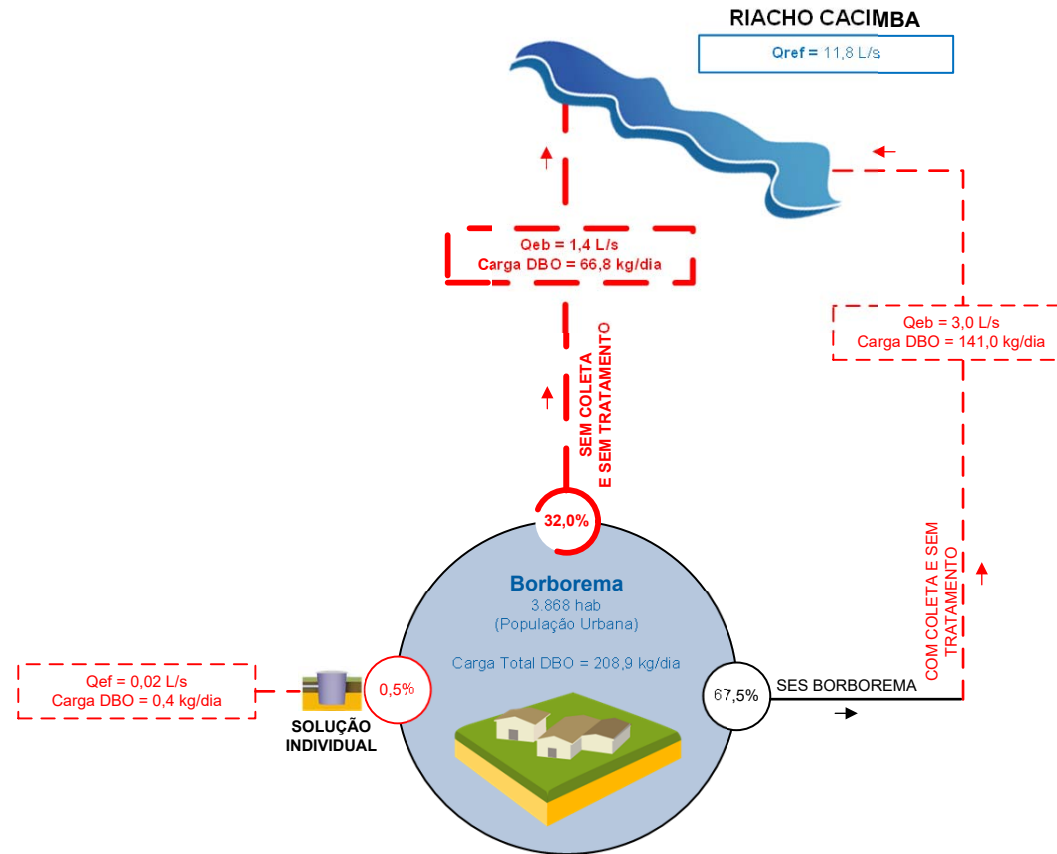 RIACHO CACIMBA
Qref = 11,8 L/s
Qeb = 1,4 L/s
Carga DBO = 66,8 kg/dia
Qeb = 3,0 L/s
Carga DBO = 141,0 kg/dia
SEM COLETA
E SEM TRATAMENTO
COM COLETA E SEM
TRATAMENTO
32,0%
Borborema
3.868 hab
(População Urbana)
Carga Total DBO = 208,9 kg/dia
Qef = 0,02 L/s
Carga DBO = 0,4 kg/dia
0,5%
SOLUÇÃO
INDIVIDUAL
67,5%
SES BORBOREMA